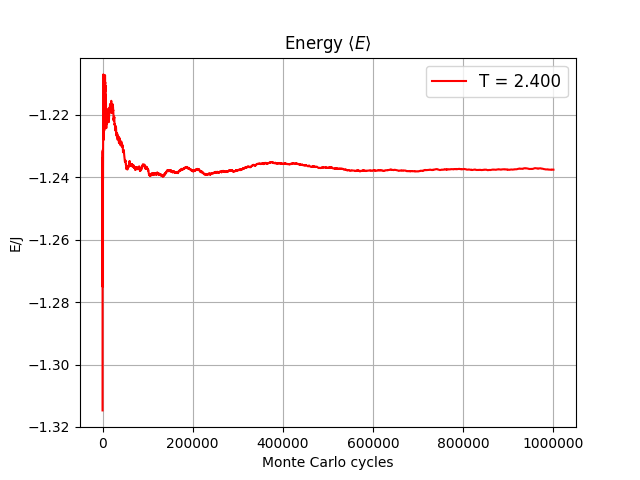 Energy ⟨E⟩
T = 2.400
−1.22
−1.24
−1.26
−1.28
−1.30
−1.32
E/J
0 200000 400000 600000 800000 1000000
Monte Carlo cycles